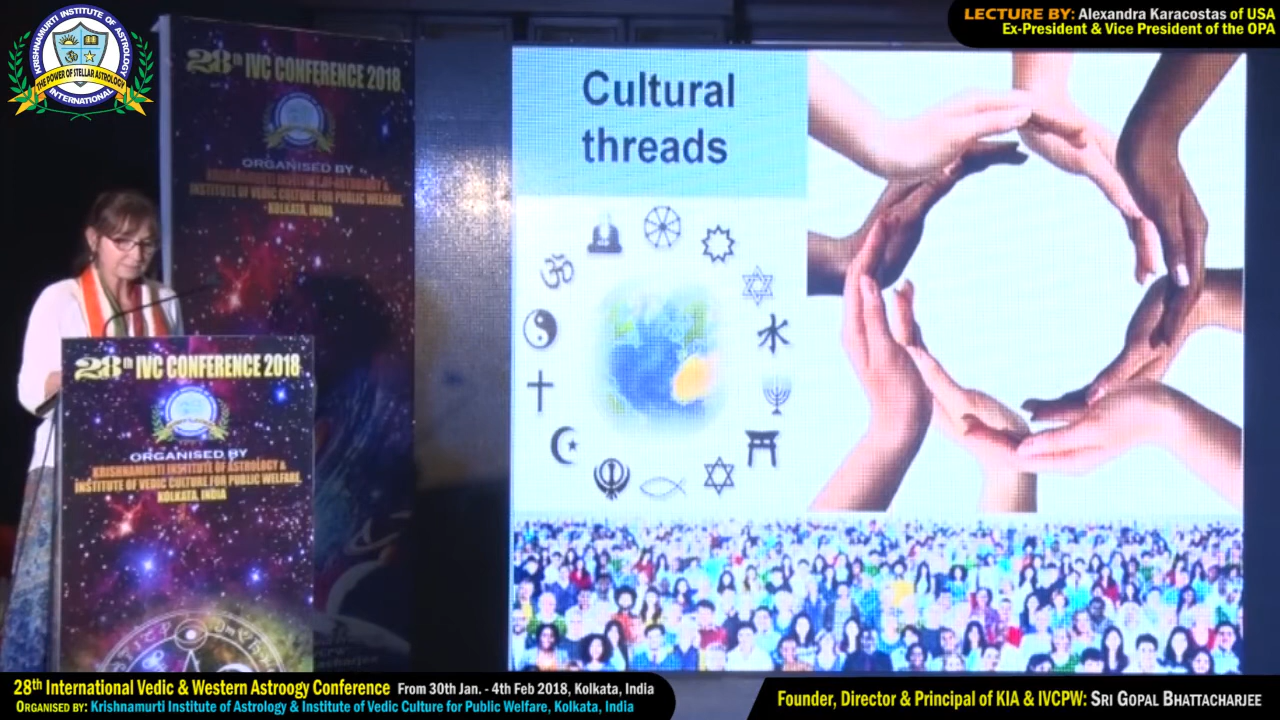 KRISHNAMURTI INSTITUTE OF ASTROLOGY
THE POWER OF STELLAR ASTROLOGY
INTERNATIONAL
LECTURE BY: Alexandra Karacostas of USA
Ex-President & Vice President of the OPA
28th IVC CONFERENCE 2018
ORGANISED BY
INSTITUTE OF VEDIC CULTURE FOR PUBLIC WELFARE,
KOLKATA, INDIA
Cultural
threads
28th IVC CONFERENCE 2018
ORGANISED BY
KRISHNAMURTI INSTITUTE OF ASTROLOGY &
INSTITUTE OF VEDIC CULTURE FOR PUBLIC WELFARE,
KOLKATA, INDIA
28th International Vedic & Western Astroogy Conference From 30th Jan. - 4th Feb 2018, Kolkata, India
ORGANISED BY: Krishnamurti Institute of Astrology & Institute of Vedic Culture for Public Welfare, Kolkata, India
Founder, Director & Principal of KIA & IVCPW: SRI GOPAL BHATTACHARJEE